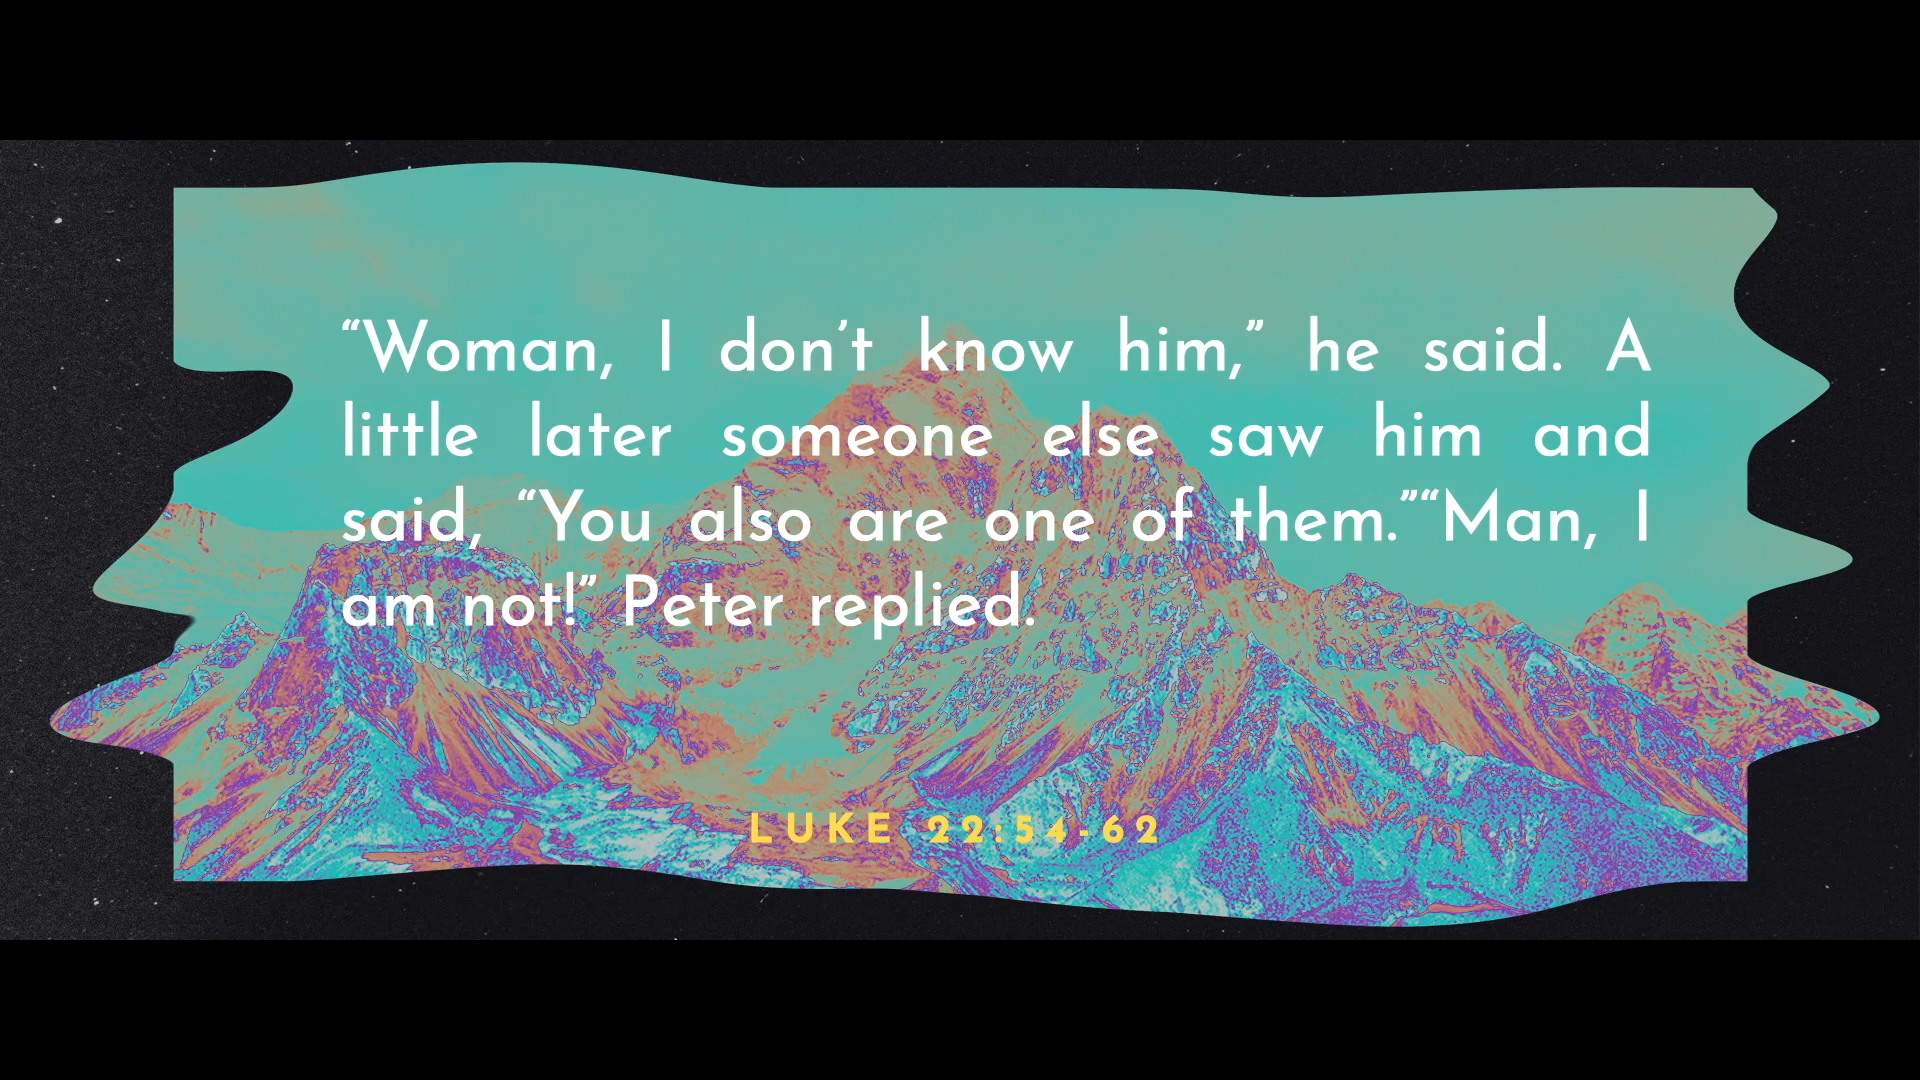 “Woman, I don’t know him,” he said. A
little later someone else saw him and
said, “You also are one of them.”“Man, I
am not!” Peter replied.
LUKE 22:54-62